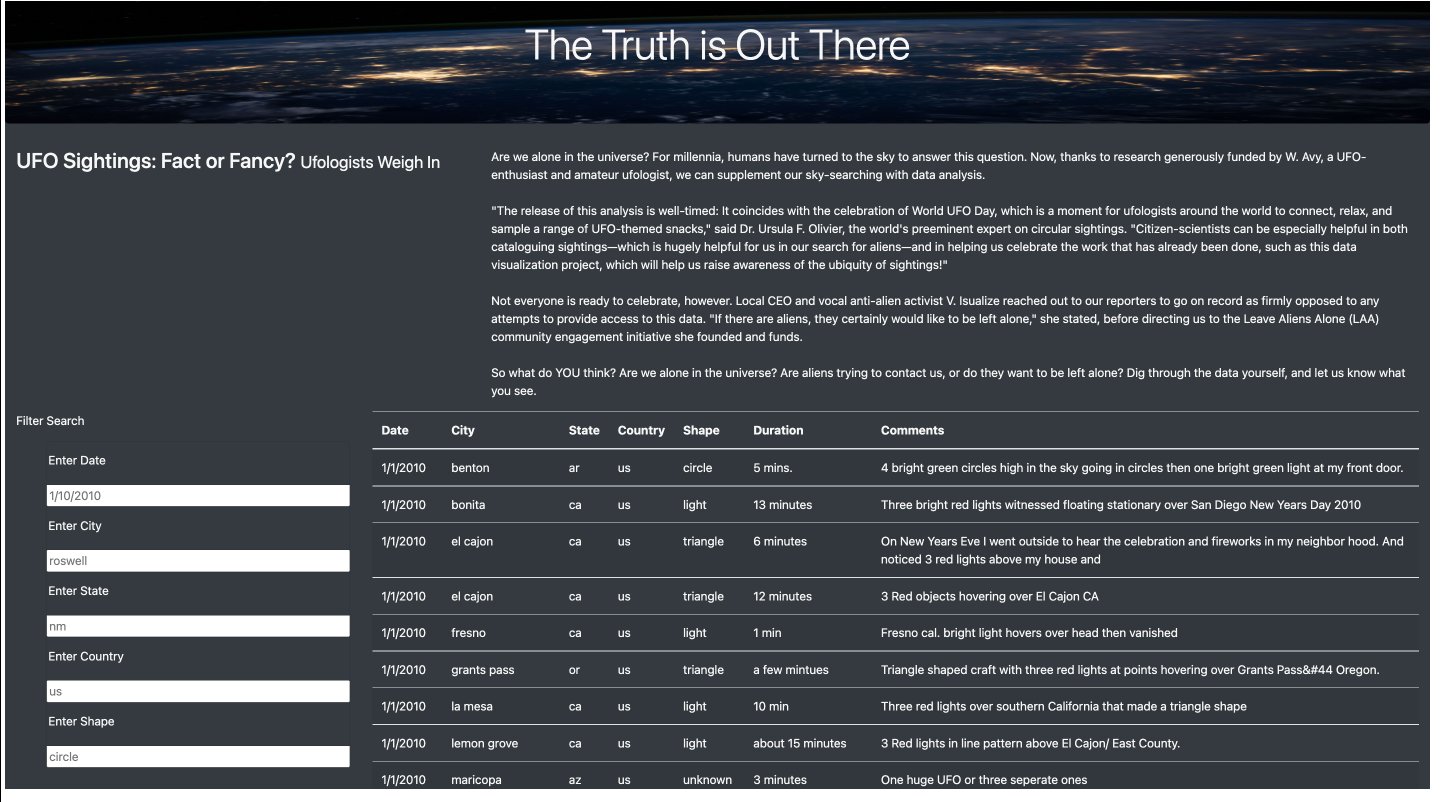 The Truth is Out There
UFO Sightings: Fact or Fancy? Ufologists Weigh In
Are we alone in the universe? For millennia, humans have turned to the sky to answer this question. Now, thanks to research generously funded by W. Avy, a UFO-
enthusiast and amateur ufologist, we can supplement our sky-searching with data analysis.
"The release of this analysis is well-timed: It coincides with the celebration of World UFO Day, which is a moment for ufologists around the world to connect, relax, and
sample a range of UFO-themed snacks," said Dr. Ursula F. Olivier, the world's preeminent expert on circular sightings. "Citizen-scientists can be especially helpful in both
cataloguing sightings—which is hugely helpful for us in our search for aliens—and in helping us celebrate the work that has already been done, such as this data
visualization project, which will help us raise awareness of the ubiquity of sightings!"
Not everyone is ready to celebrate, however. Local CEO and vocal anti-alien activist V. Isualize reached out to our reporters to go on record as firmly opposed to any
attempts to provide access to this data. "If there are aliens, they certainly would like to be left alone," she stated, before directing us to the Leave Aliens Alone (LAA)
community engagement initiative she founded and funds.
So what do YOU think? Are we alone in the universe? Are aliens trying to contact us, or do they want to be left alone? Dig through the data yourself, and let us know what
you see.
Filter Search
Enter Date
1/10/2010
Enter City
roswell
Enter State
nm
Enter Country
us
Enter Shape
circle
Date City State Country Shape Duration Comments
1/1/2010 benton ar us circle 5 mins. 4 bright green circles high in the sky going in circles then one bright green light at my front door.
1/1/2010 bonita ca us light 13 minutes Three bright red lights witnessed floating stationary over San Diego New Years Day 2010
1/1/2010 el cajon ca us triangle 6 minutes On New Years Eve I went outside to hear the celebration and fireworks in my neighbor hood. And
noticed 3 red lights above my house and
1/1/2010 el cajon ca us triangle 12 minutes 3 Red objects hovering over El Cajon CA
1/1/2010 fresno ca us light 1 min Fresno cal. bright light hovers over head then vanished
1/1/2010 grants pass or us triangle a few mintues Triangle shaped craft with three red lights at points hovering over Grants Pass&#44 Oregon.
1/1/2010 la mesa ca us light 10 min Three red lights over southern California that made a triangle shape
1/1/2010 lemon grove ca us light about 15 minutes 3 Red lights in line pattern above El Cajon/ East County.
1/1/2010 maricopa az us unknown 3 minutes One huge UFO or three seperate ones